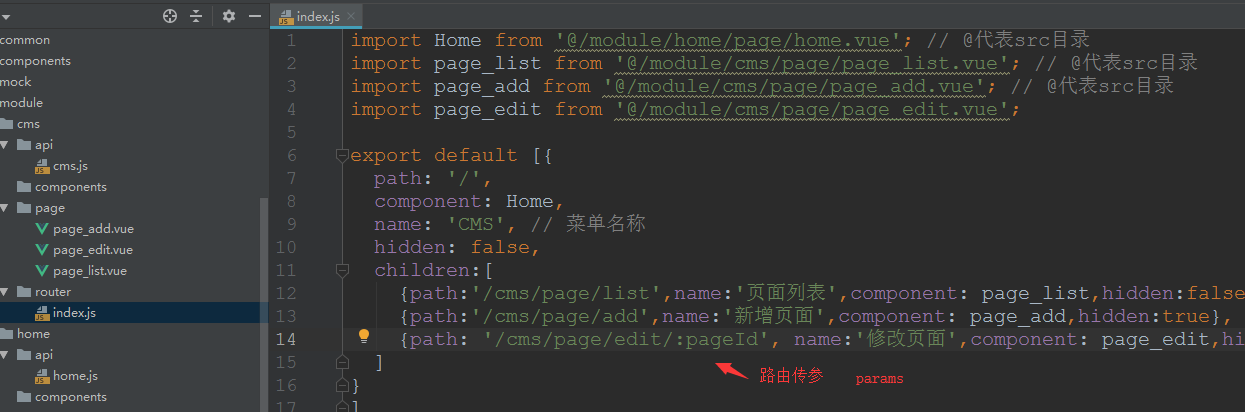 index.js
common
components
mock
module
cms
api
cms.js
components
page
page_add.vue
page_edit.vue
page_list.vue
router
index.js
home
api
home.js
components
1 import Home from '@/module/home/page/home.vue'; // @代表src目录
2 import page_list from '@/module/cms/page/page_list.vue'; // @代表src目录
3 import page_add from '@/module/cms/page/page_add.vue'; // @代表src目录
4 import page_edit from '@/module/cms/page/page_edit.vue';
5
6 export default [{
7 path: '/',
8 component: Home,
9 name: 'CMS', // 菜单名称
10 hidden: false,
11 children:[
12 {path:'/cms/page/list',name:'页面列表',component: page_list,hidden:false
13 {path:'/cms/page/add',name:'新增页面',component: page_add,hidden:true},
14 {path: '/cms/page/edit/:pageId', name:'修改页面',component: page_edit,hi
15 ]
路由传参 params
16 }
17 ]